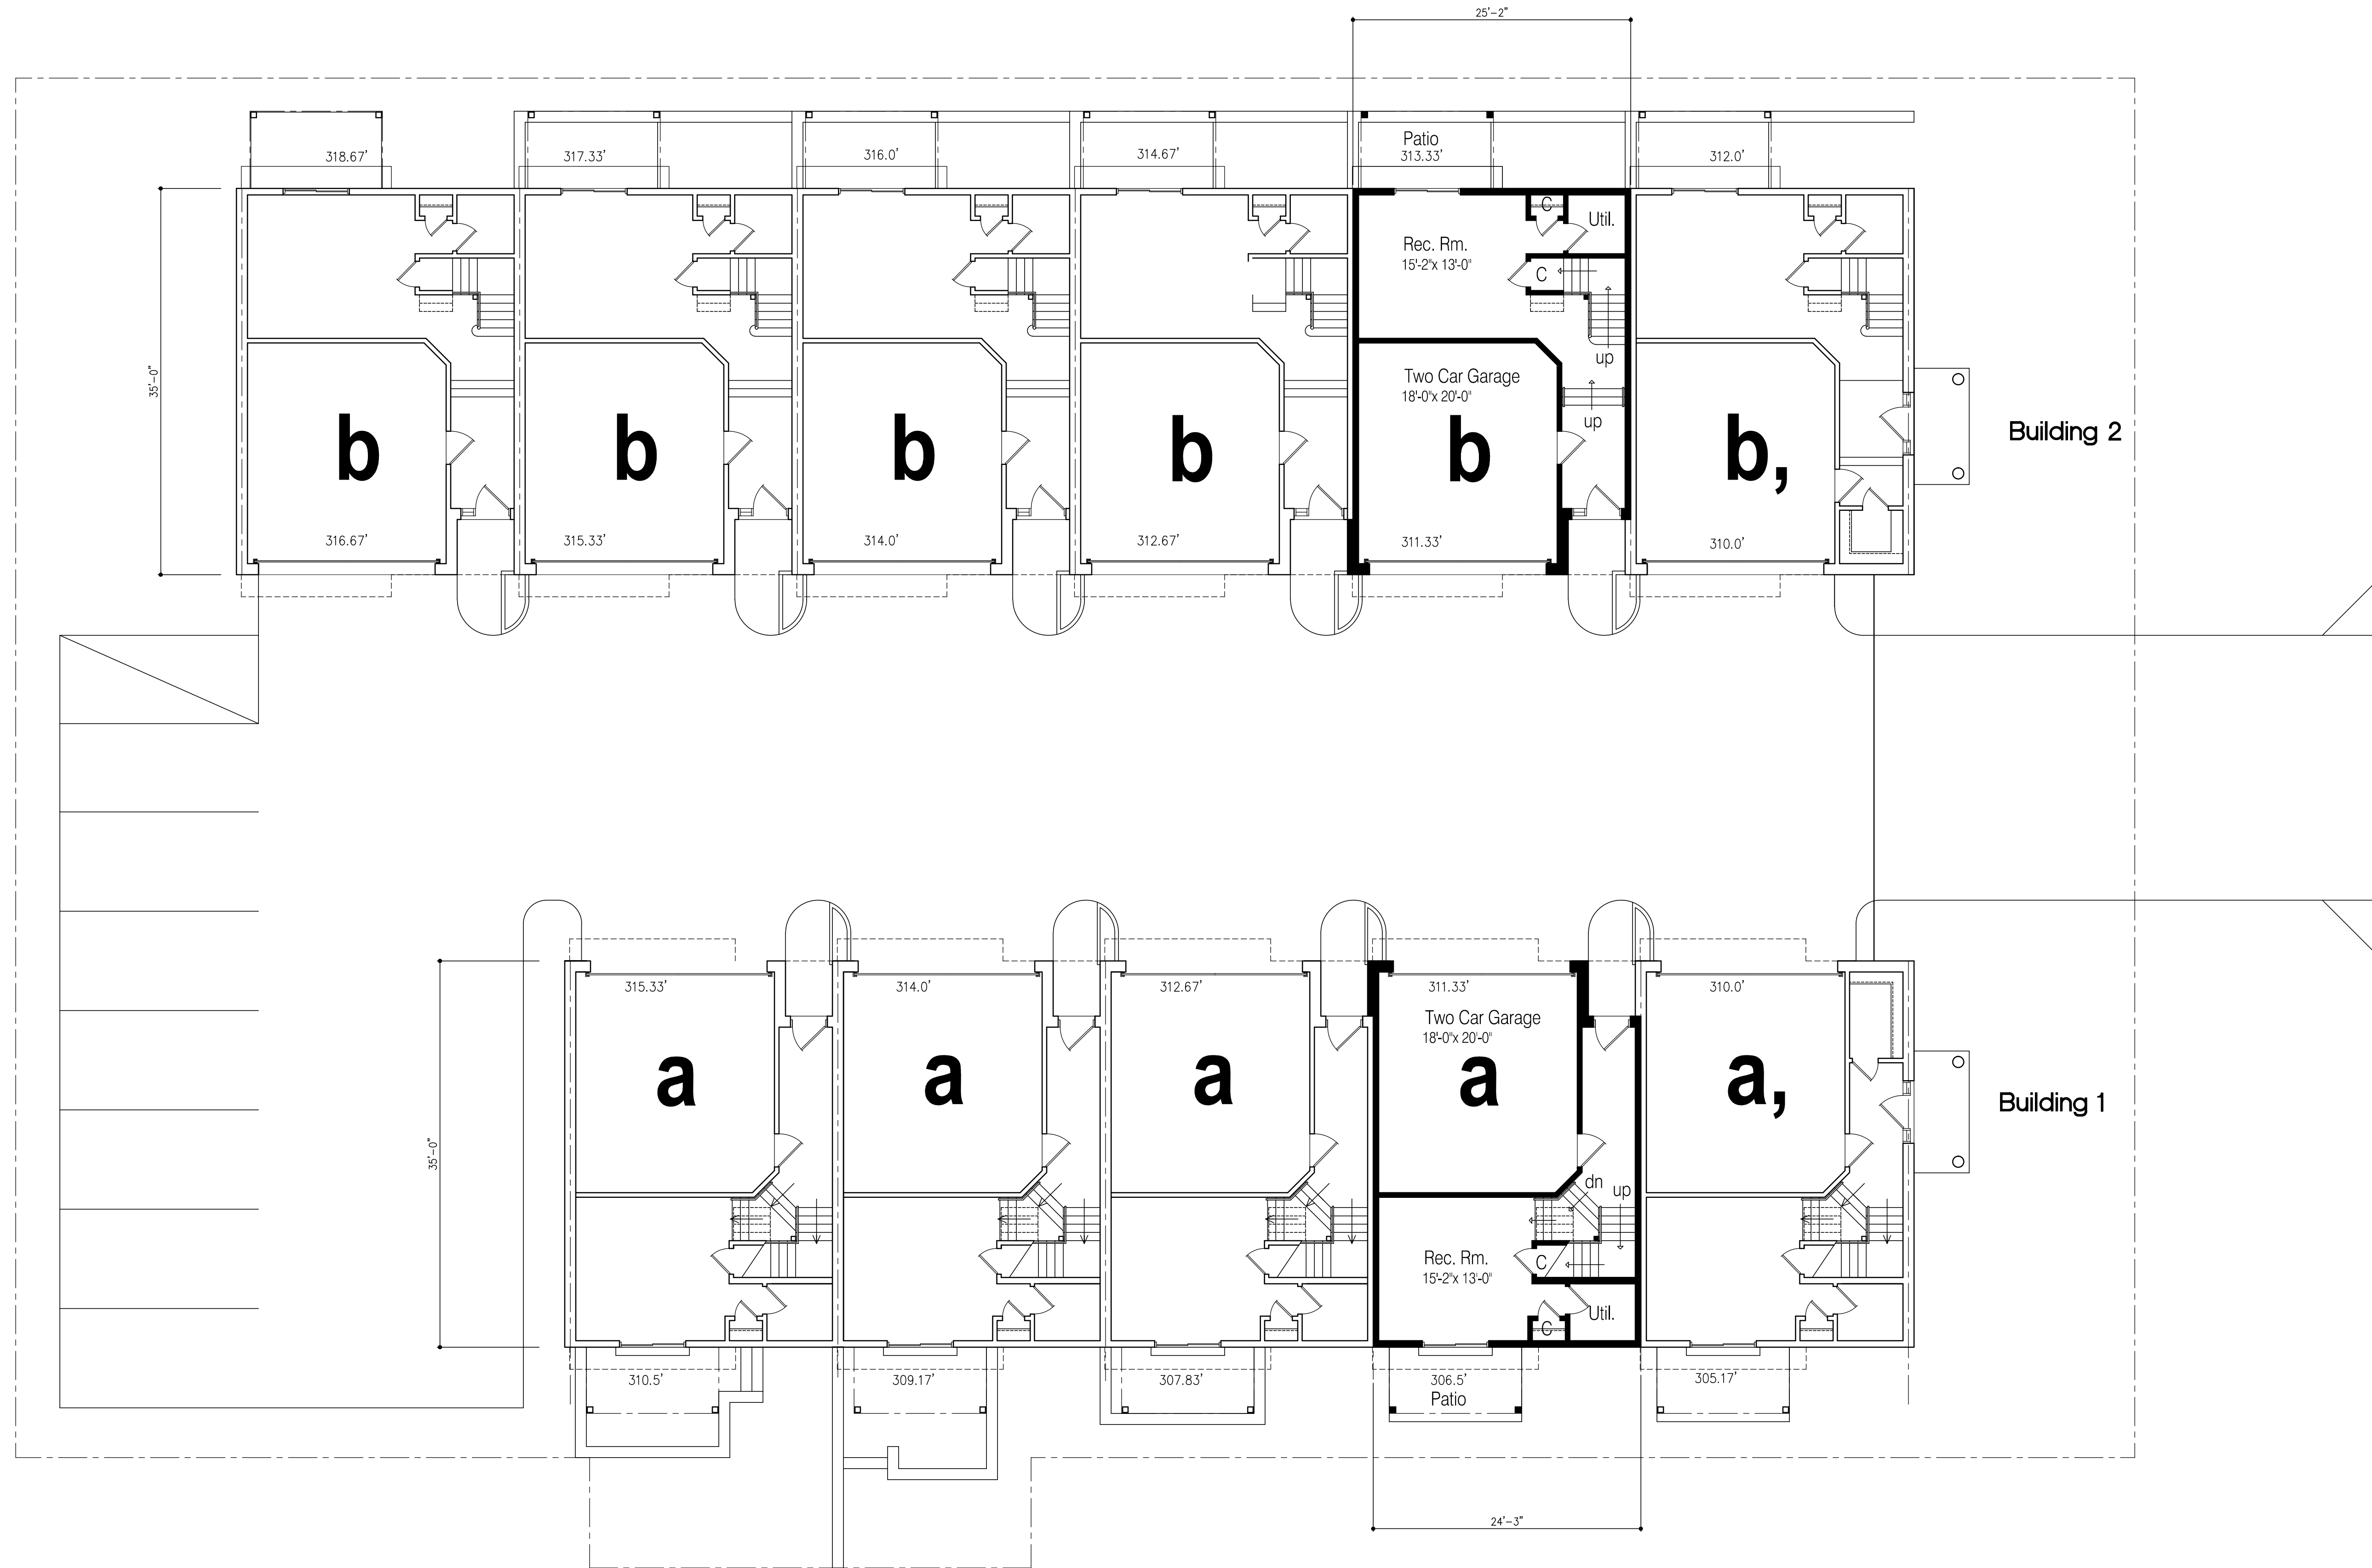 25'-2"
Patio
318.67'
317.33'
316.0'
314.67'
313.33'
312.0'
C
Util.
Rec. Rm.
15'-2"x 13'-0"
C
35'-0"
up
Two Car Garage
18'-0"x 20'-0"
up
b
b
b
b
b
b,
Building 2
316.67'
315.33'
314.0'
312.67'
311.33'
310.0'
315.33'
314.0'
312.67'
311.33'
310.0'
Two Car Garage
18'-0"x 20'-0"
a
a
a
a
a,
Building 1
35'-0"
dn
up
Rec. Rm.
15'-2"x 13'-0"
C
Util.
C
310.5'
309.17'
307.83'
306.5'
305.17'
Patio
24'-3"